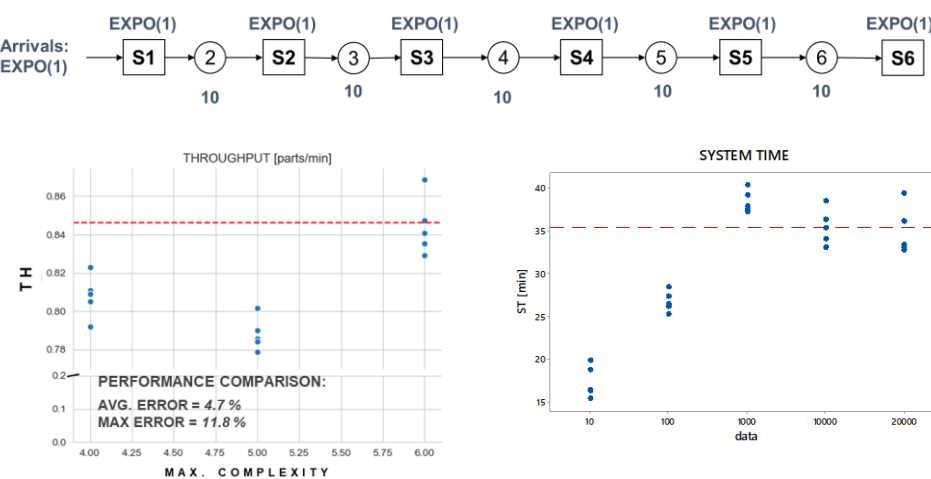 EXPO(1) EXPO(1) EXPO(1) EXPO(1) EXPO(1) EXPO(1)
Arrivals:
EXPO(1)
S1 2 S2 3 S3 4 S4 5 S5 6 S6
10 10 10 10 10
THROUGHPUT [parts/min]
TH
0.86
0.84
0.82
0.80
0.78
0.2
0.1
0.0
PERFORMANCE COMPARISON:
AVG. ERROR = 4.7 %
MAX ERROR = 11.8 %
4.00 4.25 4.50 4.75 5.00 5.25 5.50 5.75 6.00
MAX. COMPLEXITY
SYSTEM TIME
ST [min]
40
35
30
25
20
15
10 100 1000 10000 20000
data